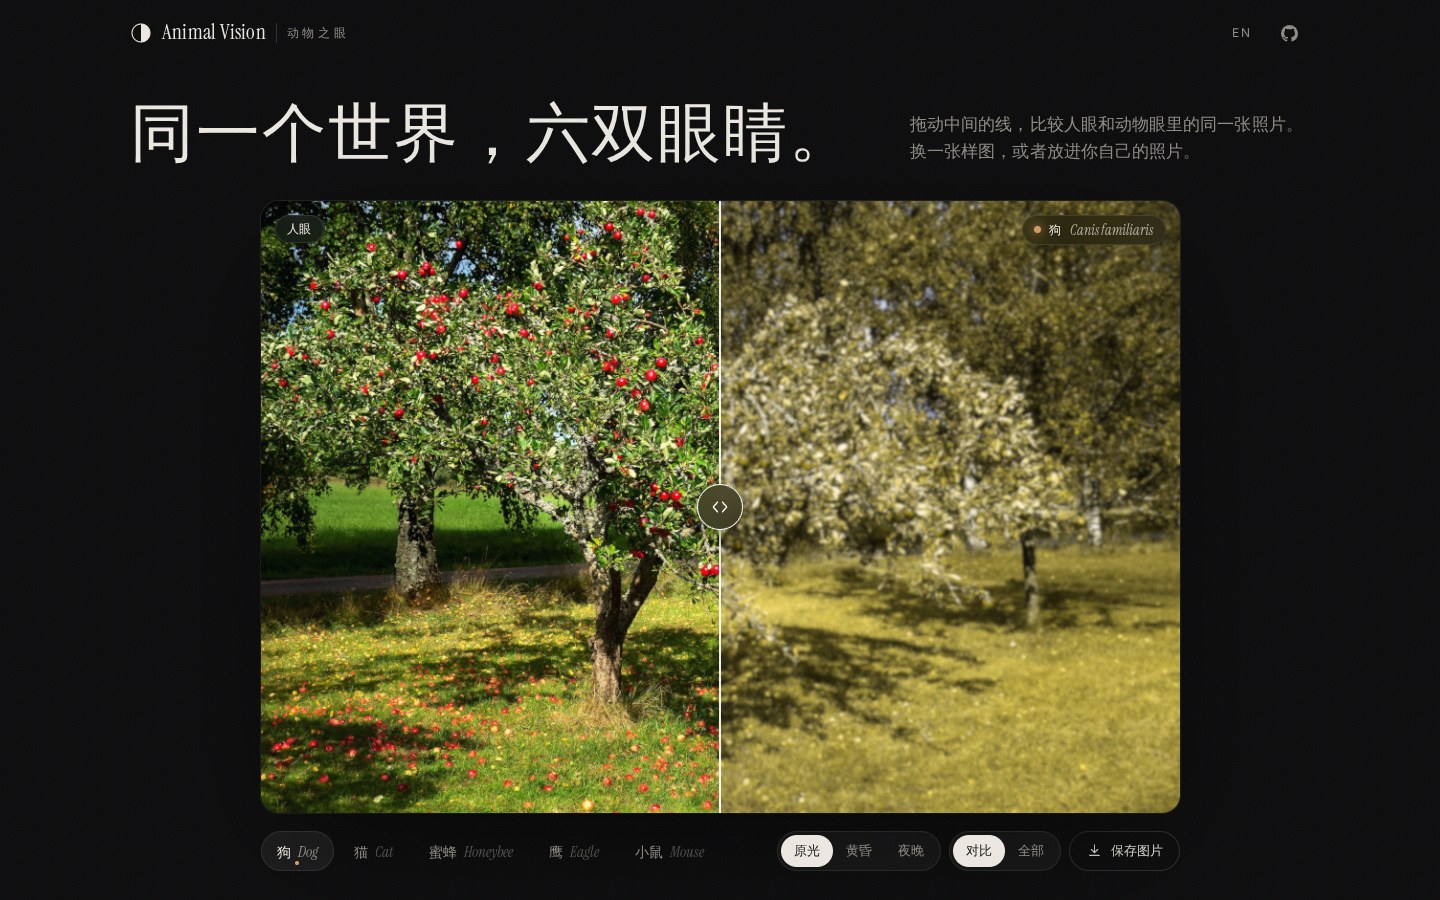 Animal Vision 动物之眼
EN
同一个世界，六双眼睛。
拖动中间的线，比较人眼和动物眼里的同一张照片。
换一张样图，或者放进你自己的照片。
人眼
狗 Canis familiaris
狗 Dog
猫 Cat
蜜蜂 Honeybee
鹰 Eagle
小鼠 Mouse
原光
黄昏
夜晚
对比
全部
保存图片